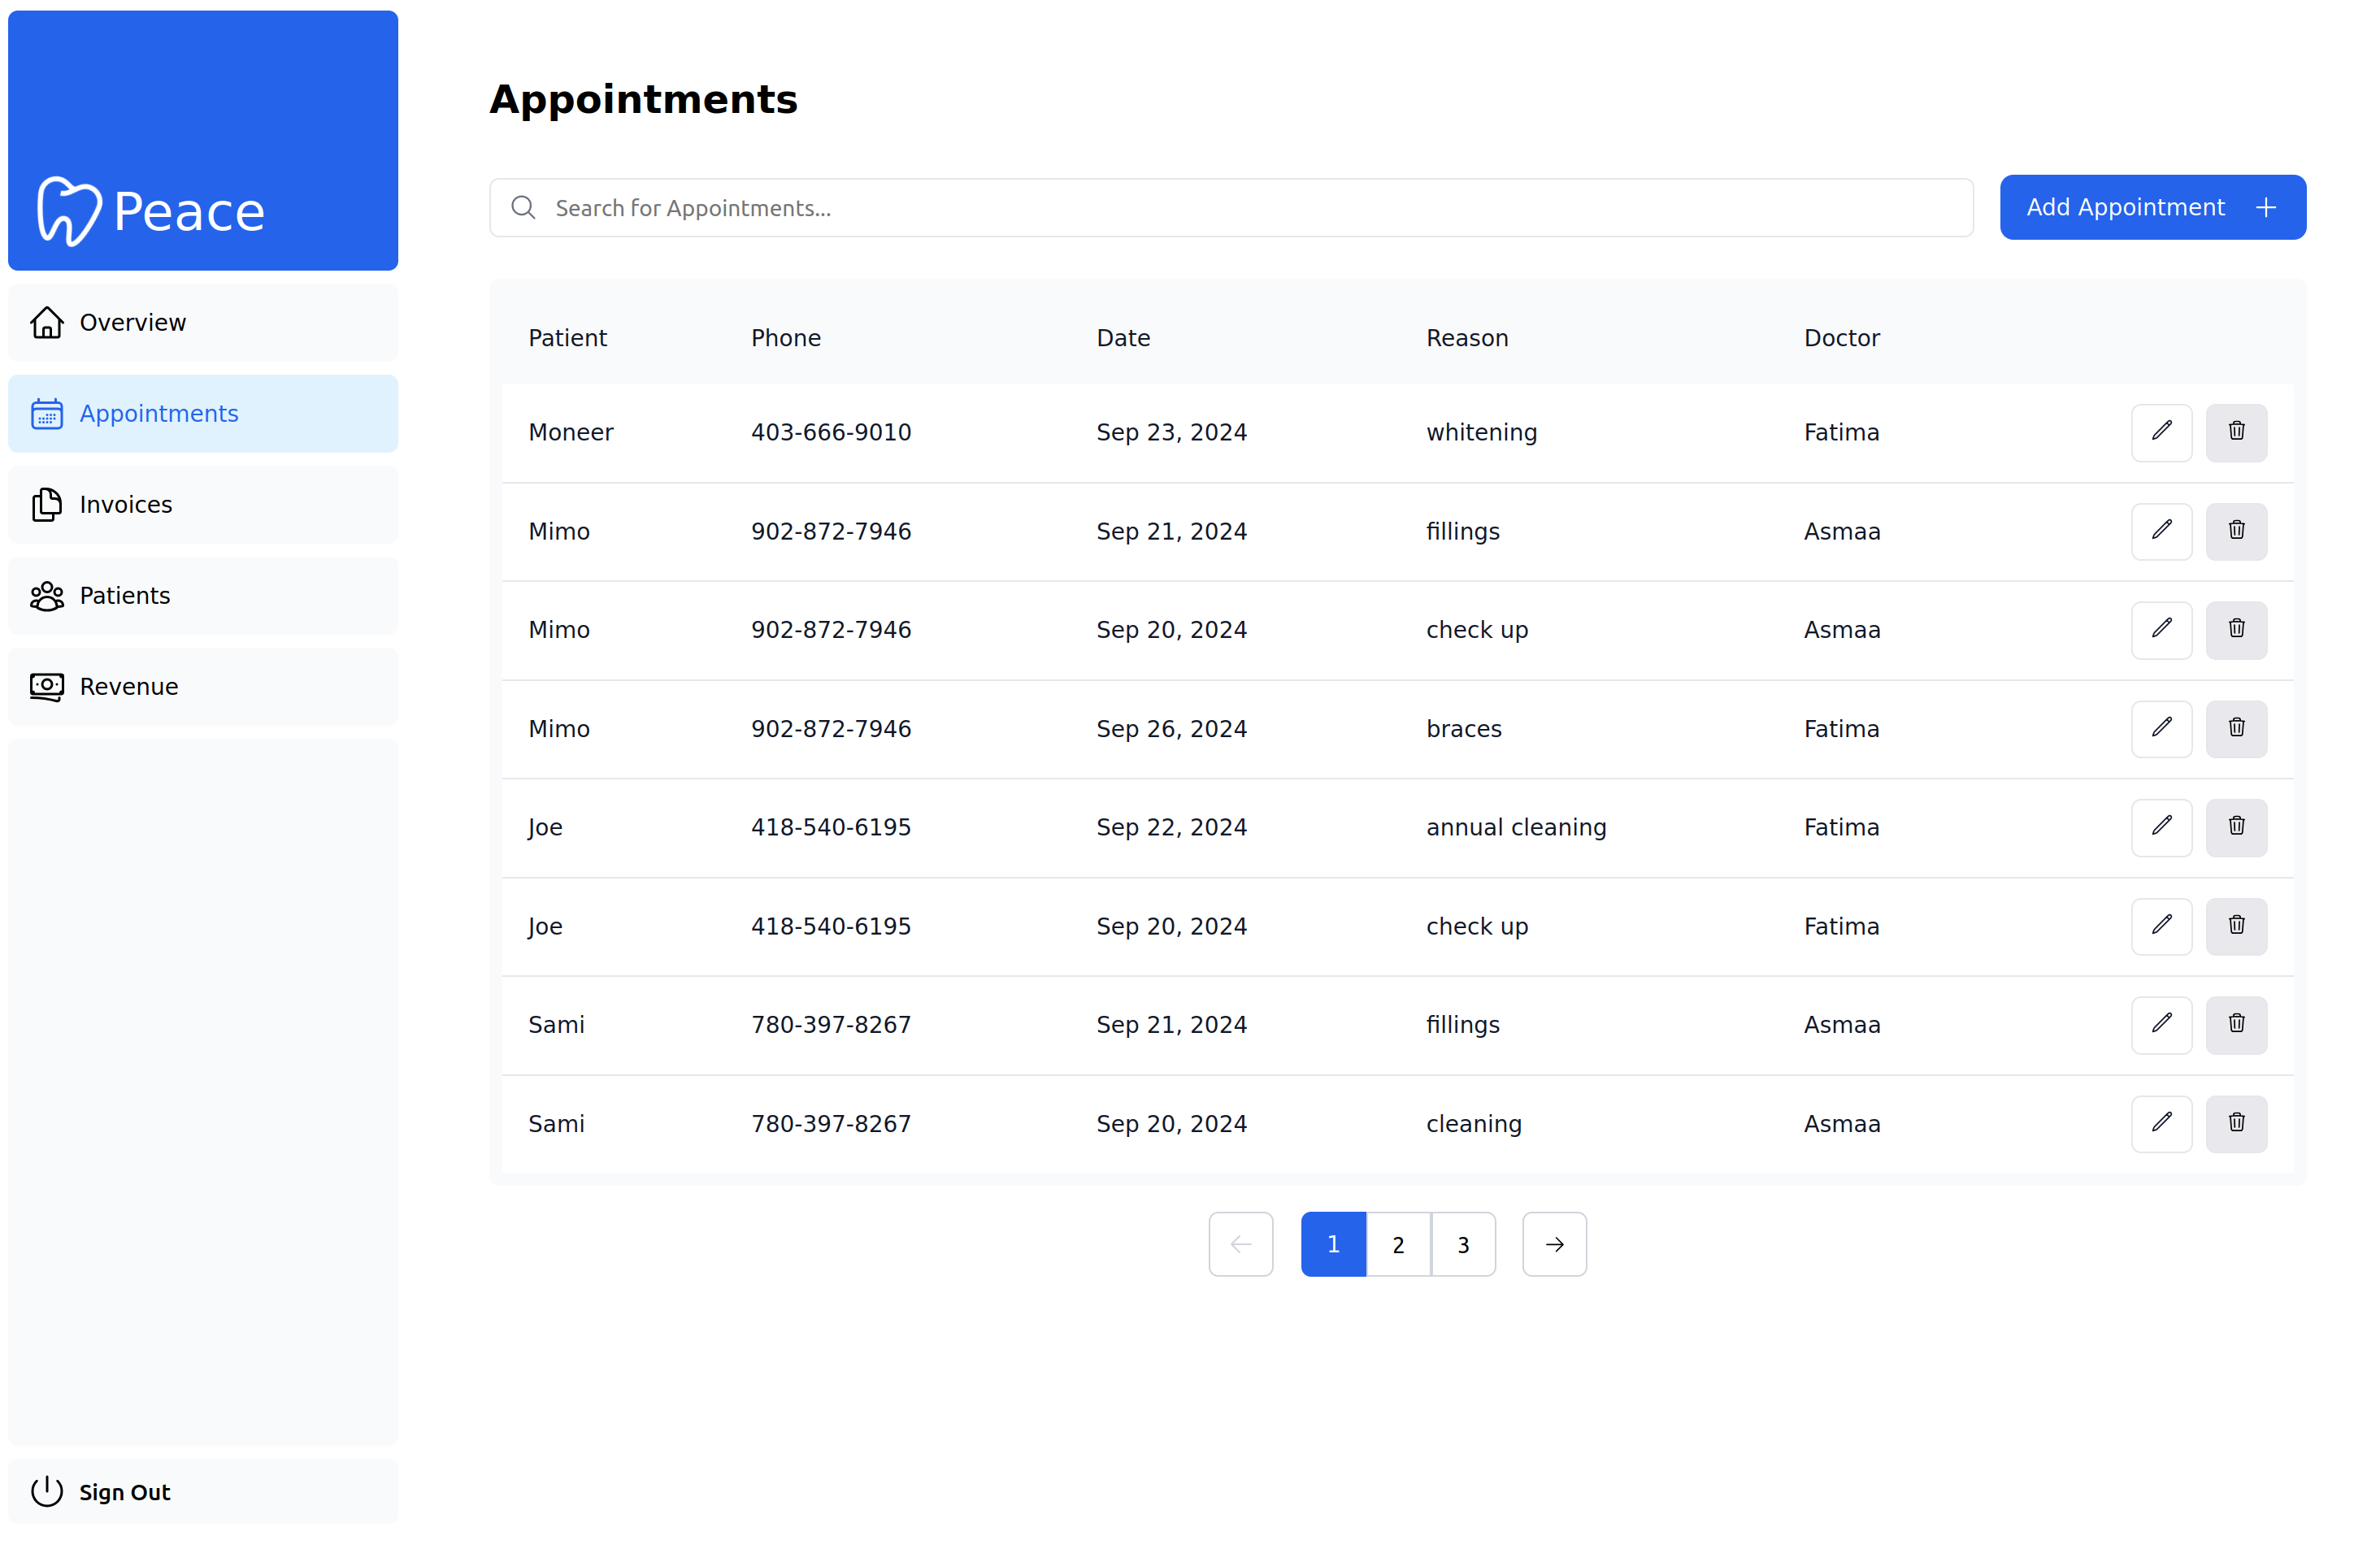 Peace
Overview
Appointments
Invoices
Patients
Revenue
Sign Out
Appointments
Search for Appointments...
Add Appointment
Patient Phone Date Reason Doctor
Moneer 403-666-9010 Sep 23, 2024 whitening Fatima
Mimo 902-872-7946 Sep 21, 2024 fillings Asmaa
Mimo 902-872-7946 Sep 20, 2024 check up Asmaa
Mimo 902-872-7946 Sep 26, 2024 braces Fatima
Joe 418-540-6195 Sep 22, 2024 annual cleaning Fatima
Joe 418-540-6195 Sep 20, 2024 check up Fatima
Sami 780-397-8267 Sep 21, 2024 fillings Asmaa
Sami 780-397-8267 Sep 20, 2024 cleaning Asmaa
1 2 3